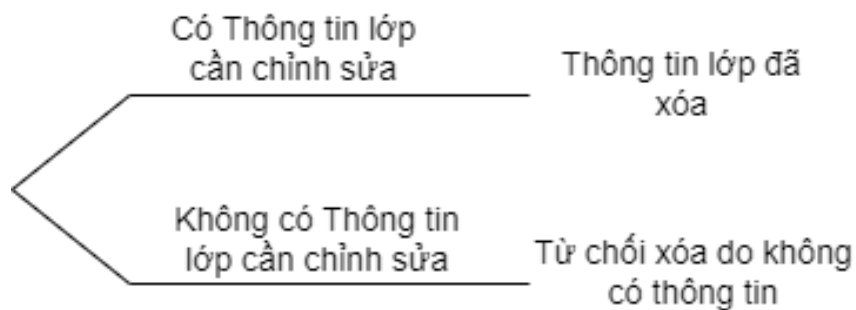 Có Thông tin lớp
cần chỉnh sửa
Thông tin lớp đã
xóa
Không có Thông tin
lớp cần chỉnh sửa
Từ chối xóa do không
có thông tin